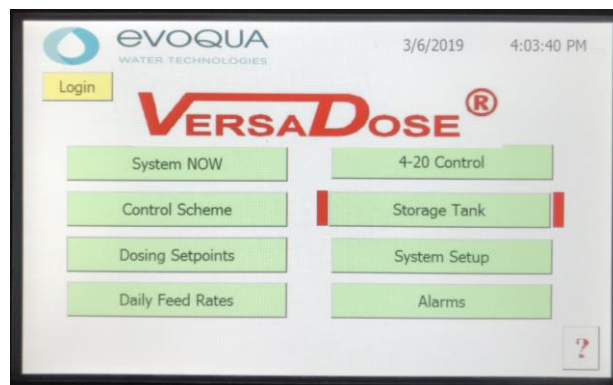 evoQUA
WATER TECHNOLOGIES
3/6/2019 4:03:40 PM
Login
VERSADOSE®
System NOW
4-20 Control
Control Scheme
Storage Tank
Dosing Setpoints
System Setup
Daily Feed Rates
Alarms
?